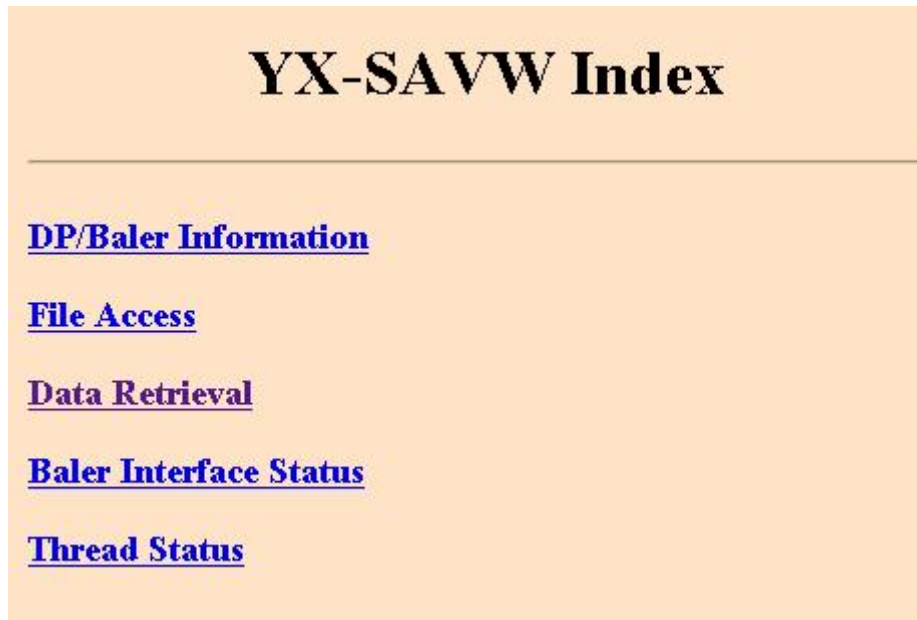 YX-SAVW Index
DP/Baler Information
File Access
Data Retrieval
Baler Interface Status
Thread Status